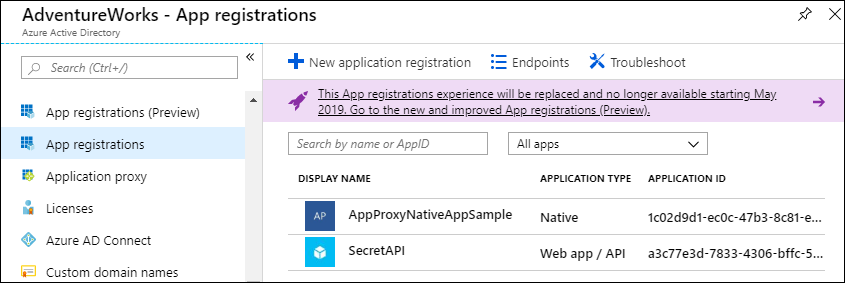 AdventureWorks - App registrations
Azure Active Directory
Search (Ctrl+/)
«
App registrations (Preview)
App registrations
Application proxy
Licenses
Azure AD Connect
Custom domain names
New application registration
Endpoints
Troubleshoot
This App registrations experience will be replaced and no longer available starting May
2019. Go to the new and improved App registrations (Preview).
Search by name or AppID
All apps
DISPLAY NAME APPLICATION TYPE APPLICATION ID
AP AppProxyNativeAppSample Native 1c02d9d1-ec0c-47b3-8c81-e...
SecretAPI Web app / API a3c77e3d-7833-4306-bffc-5...